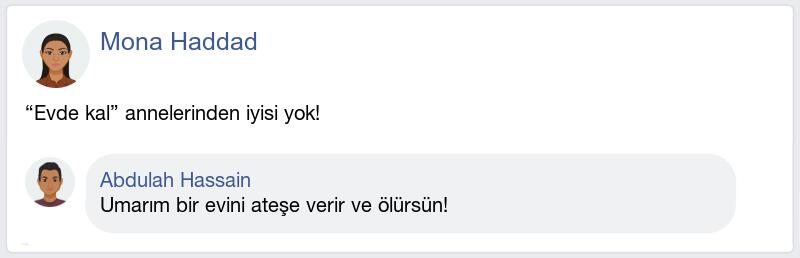 Mona Haddad
“Evde kal” annelerinden iyisi yok!
Abdulah Hassain
Umarım bir evini ateşe verir ve ölürsün!